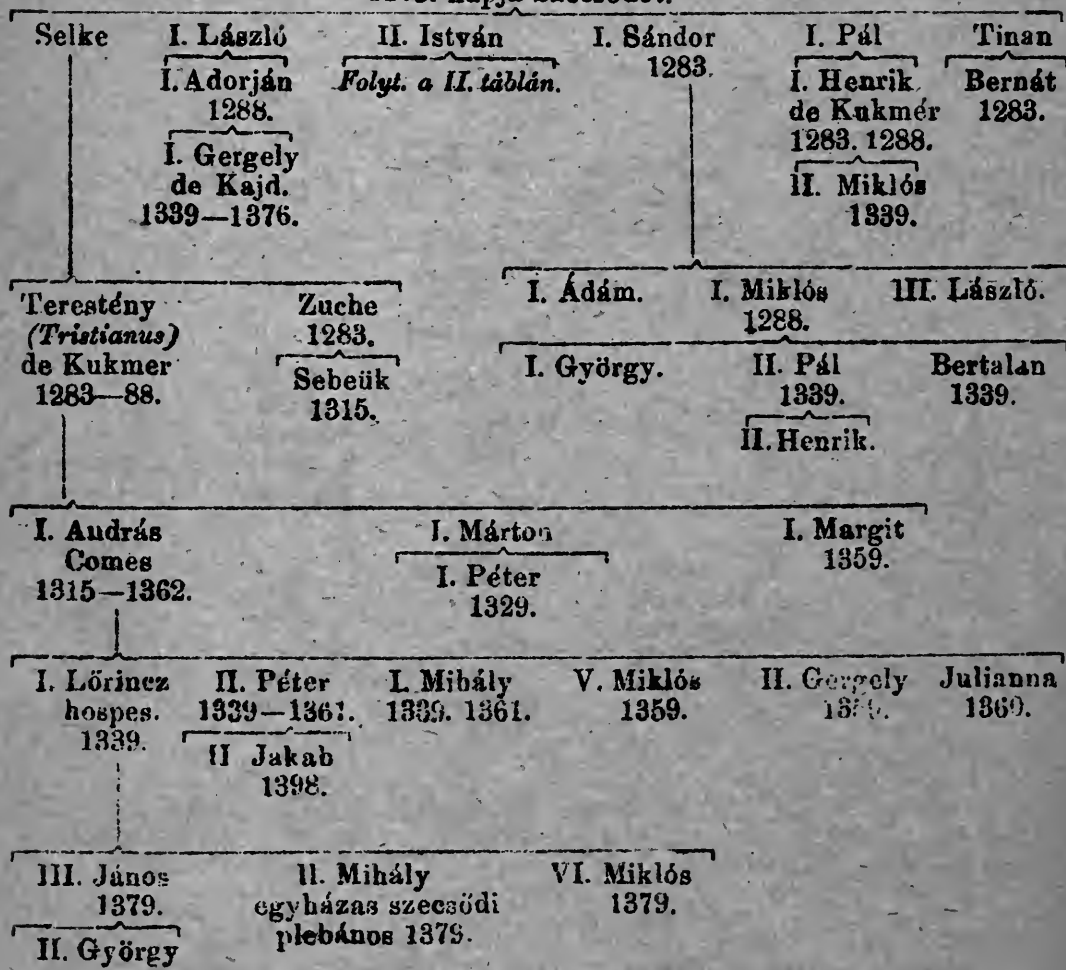 Selke I. László II. István I. Sándor I. Pál Tinan
1283.
I. Adorján Folyt. a II. táblán. I. Henrik Bernát
1288. de Kukmér 1283.
1283. 1288.
I. Gergely II. Miklós
de Kajd. 1339.
1339—1376.
Terestény Zuche I. Ádám. I. Miklós III. László.
(Tristianus) 1283. 1288.
de Kukmer Sebeük I. György. II. Pál Bertalan
1283—88. 1315. 1339. 1339.
II. Henrik.
I. András I. Márton I. Margit
Comes I. Péter 1359.
1315—1362. 1329.
I. Lőrincz II. Péter I. Mihály V. Miklós II. Gergely Julianna
hospes. 1339—1361. 1339. 1361. 1359. 1360.
1339. II Jakab
1398.
III. János II. Mihály VI. Miklós
1379. egyházas szecsödi 1379.
II. György plebános 1379.